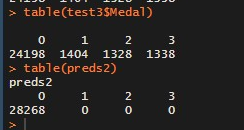 > table(test3$Medal)
0 1 2 3
24198 1404 1328 1338
> table(preds2)
preds2
0 1 2 3
28268 0 0 0
>